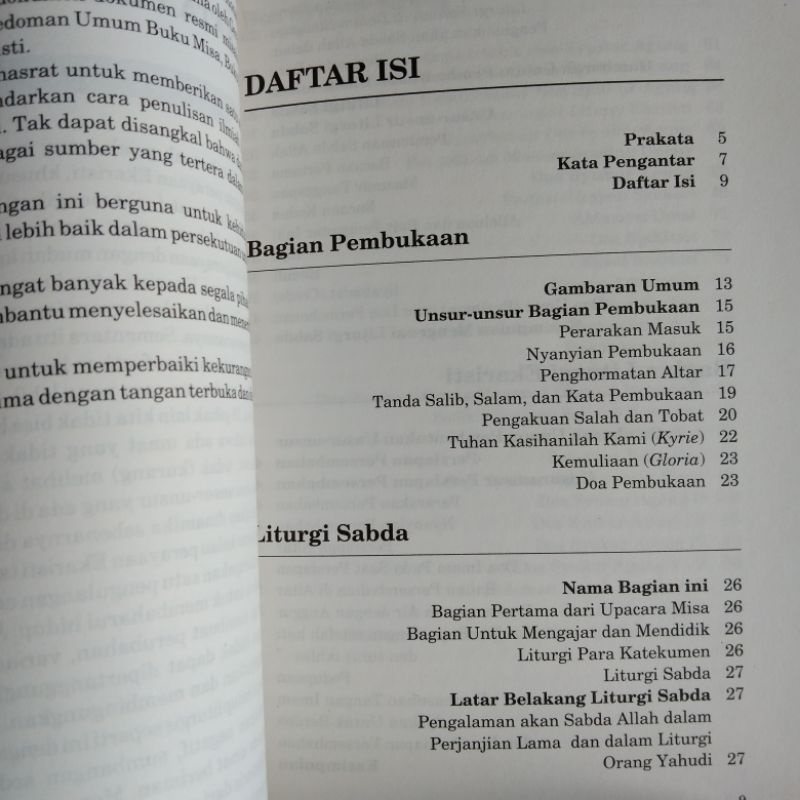 dokumen resmi
edoman Umum Buku Misa,
sti.
hasrat untuk memberikan
ndarkan cara penulisan
. Tak dapat disangkal bahwa
agai sumber yang tertera
ngan ini berguna untuk
lebih baik dalam persekutuan
ngat banyak kepada segala
bantu menyelesaikan dan
untuk memperbaiki
ma dengan tangan terbuka dan
DAFTAR ISI
Prakata 5
Kata Pengantar 7
Daftar Isi 9
Bagian Pembukaan
Gambaran Umum 13
Unsur-unsur Bagian Pembukaan 15
Perarakan Masuk 15
Nyanyian Pembukaan 16
Penghormatan Altar 17
Tanda Salib, Salam, dan Kata Pembukaan 19
Pengakuan Salah dan Tobat 20
Tuhan Kasihanilah Kami (Kyrie) 22
Kemuliaan (Gloria) 23
Doa Pembukaan 23
Liturgi Sabda
Nama Bagian ini 26
Bagian Pertama dari Upacara Misa 26
Bagian Untuk Mengajar dan Mendidik 26
Liturgi Para Katekumen 26
Liturgi Sabda 27
Latar Belakang Liturgi Sabda 27
Pengalaman akan Sabda Allah dalam
Perjanjian Lama dan dalam Liturgi
Orang Yahudi 27